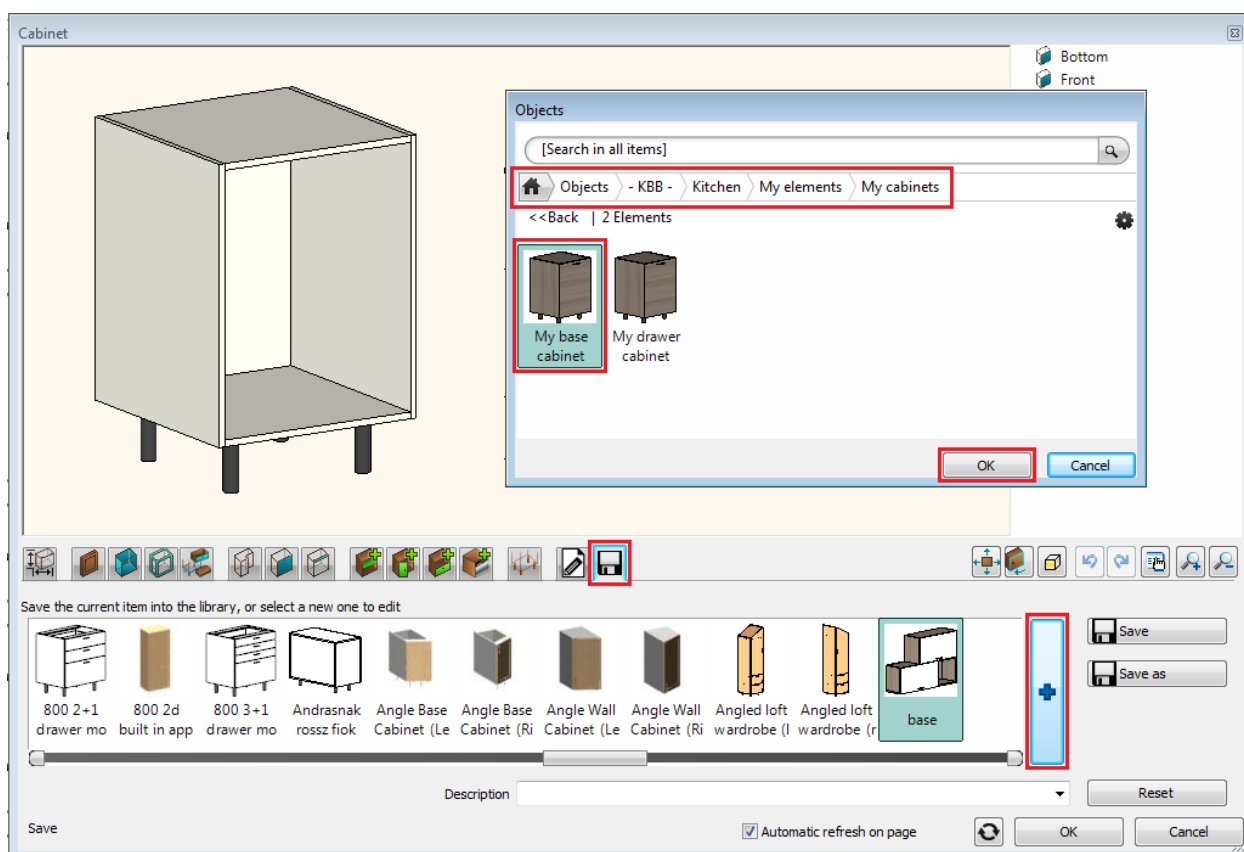 Cabinet
Bottom
Front
Objects
[Search in all items]
Objects - KBB - Kitchen My elements My cabinets
<<Back | 2 Elements
My base My drawer
cabinet cabinet
OK Cancel
Save the current item into the library, or select a new one to edit
Save
Save as
800 2+1 800 2d 800 3+1 Andrasnak Angle Base Angle Base Angle Wall Angle Wall Angled loft Angled loft base
drawer mo built in app drawer mo rossz fiok Cabinet (Le Cabinet (Ri Cabinet (Le Cabinet (Ri wardrobe (l wardrobe (r
Description Reset
Save Automatic refresh on page OK Cancel